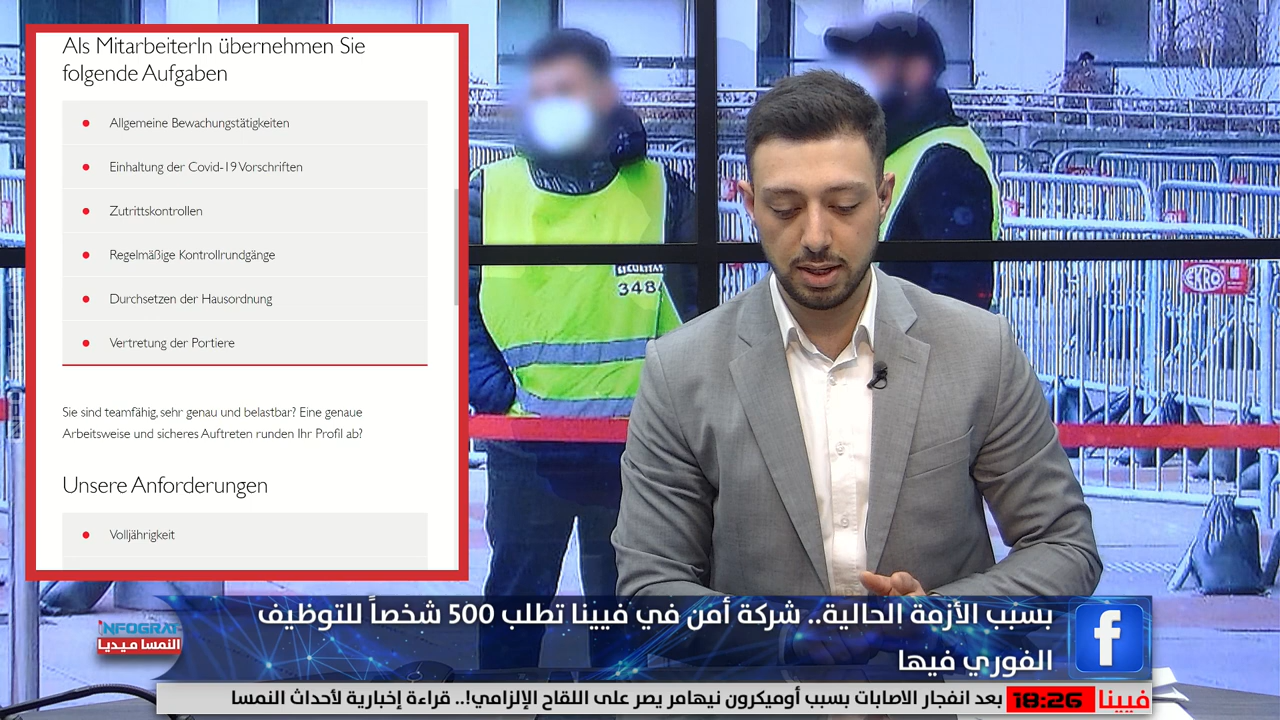 Als MitarbeiterIn übernehmen Sie
folgende Aufgaben
Allgemeine Bewachungstätigkeiten
Einhaltung der Covid-19 Vorschriften
Zutrittskontrollen
Regelmäßige Kontrollrundgänge
Durchsetzen der Hausordnung
Vertretung der Portiere
Sie sind teamfähig, sehr genau und belastbar? Eine genaue
Arbeitsweise und sicheres Auftreten runden Ihr Profil ab?
Unsere Anforderungen
Volljährigkeit
SECURITAS
348
EKRO
بسبب الأزمة الحالية.. شركة أمن في فيينا تطلب 500 شخصاً للتوظيف
الفوري فيها
INFOGRAT
النمسا ميديا
فيينا 18:26 بعد انفجار الاصابات بسبب أوميكرون نيهامر يصر على اللقاح الإلزامي!.. قراءة إخبارية لأحداث النمسا